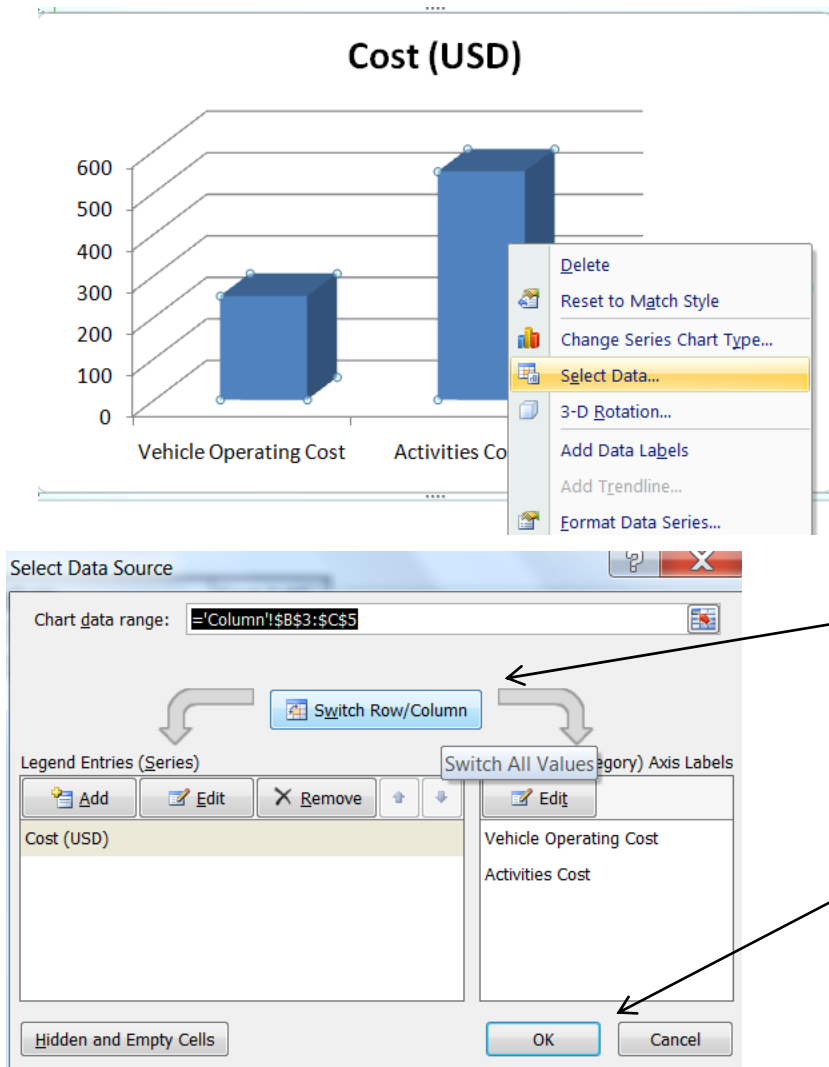 Cost (USD)
600
500
400
300
200
100
0
Vehicle Operating Cost
Activities Co
Delete
Reset to Match Style
Change Series Chart Type...
Select Data...
3-D Rotation...
Add Data Labels
Add Trendline...
Format Data Series...
Select Data Source
?
X
Chart data range:
='Column'!$B$3:$C$5
Switch Row/Column
Switch All Values
Legend Entries (Series)
egory) Axis Labels
Add
Edit
Remove
Edit
Cost (USD)
Vehicle Operating Cost
Activities Cost
Hidden and Empty Cells
OK
Cancel